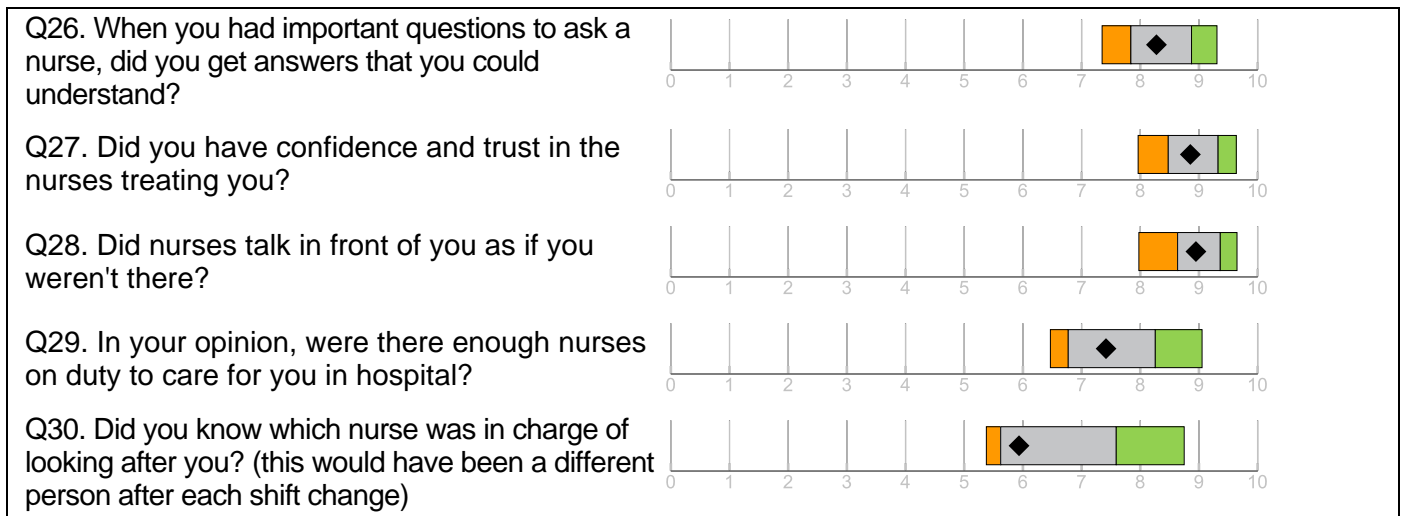 Q26. When you had important questions to ask a
nurse, did you get answers that you could
understand?
0 1 2 3 4 5 6 7 8 9 10
Q27. Did you have confidence and trust in the
nurses treating you?
0 1 2 3 4 5 6 7 8 9 10
Q28. Did nurses talk in front of you as if you
weren't there?
0 1 2 3 4 5 6 7 8 9 10
Q29. In your opinion, were there enough nurses
on duty to care for you in hospital?
0 1 2 3 4 5 6 7 8 9 10
Q30. Did you know which nurse was in charge of
looking after you? (this would have been a different
person after each shift change)
0 1 2 3 4 5 6 7 8 9 10